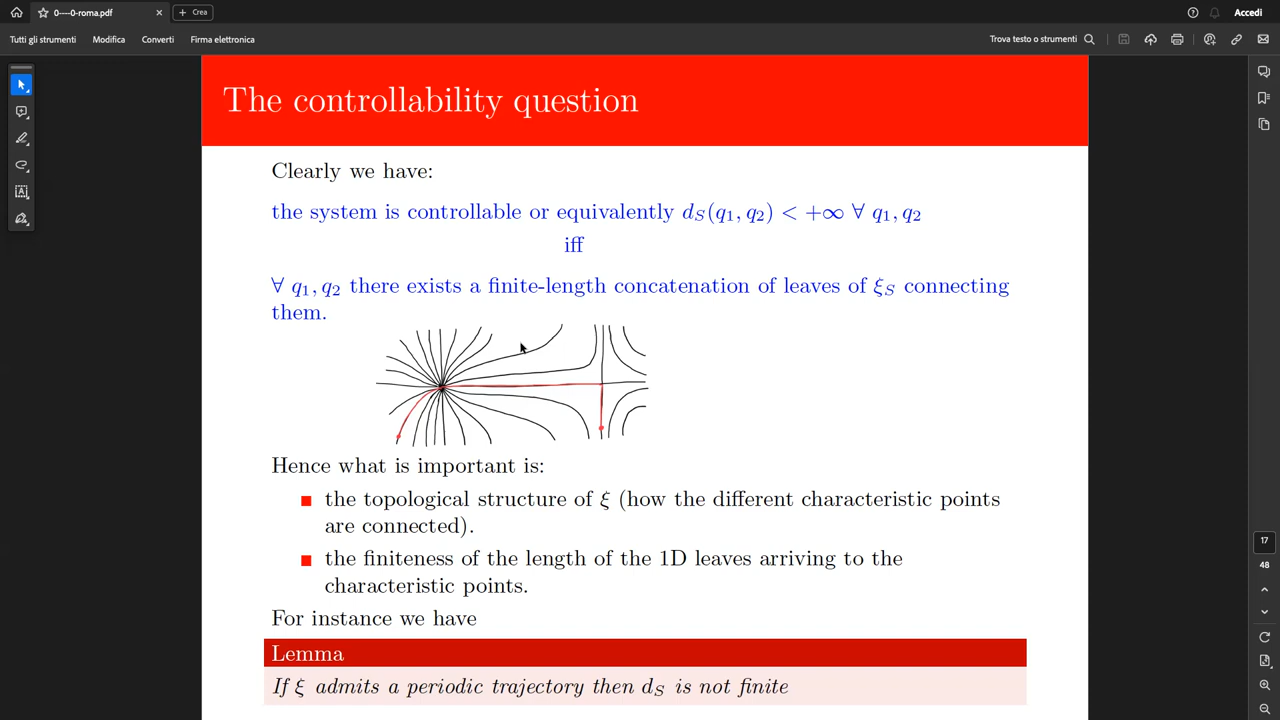 0----0-roma.pdf
Crea
Accedi
Tutti gli strumenti
Modifica
Converti
Firma elettronica
Trova testo o strumenti
The controllability question
Clearly we have:
the system is controllable or equivalently d_S(q_1, q_2) < +∞ ∀ q_1, q_2
iff
∀ q_1, q_2 there exists a finite-length concatenation of leaves of ξ_S connecting
them.
Hence what is important is:
the topological structure of ξ (how the different characteristic points
are connected).
the finiteness of the length of the 1D leaves arriving to the
characteristic points.
For instance we have
Lemma
If ξ admits a periodic trajectory then d_S is not finite
17
48